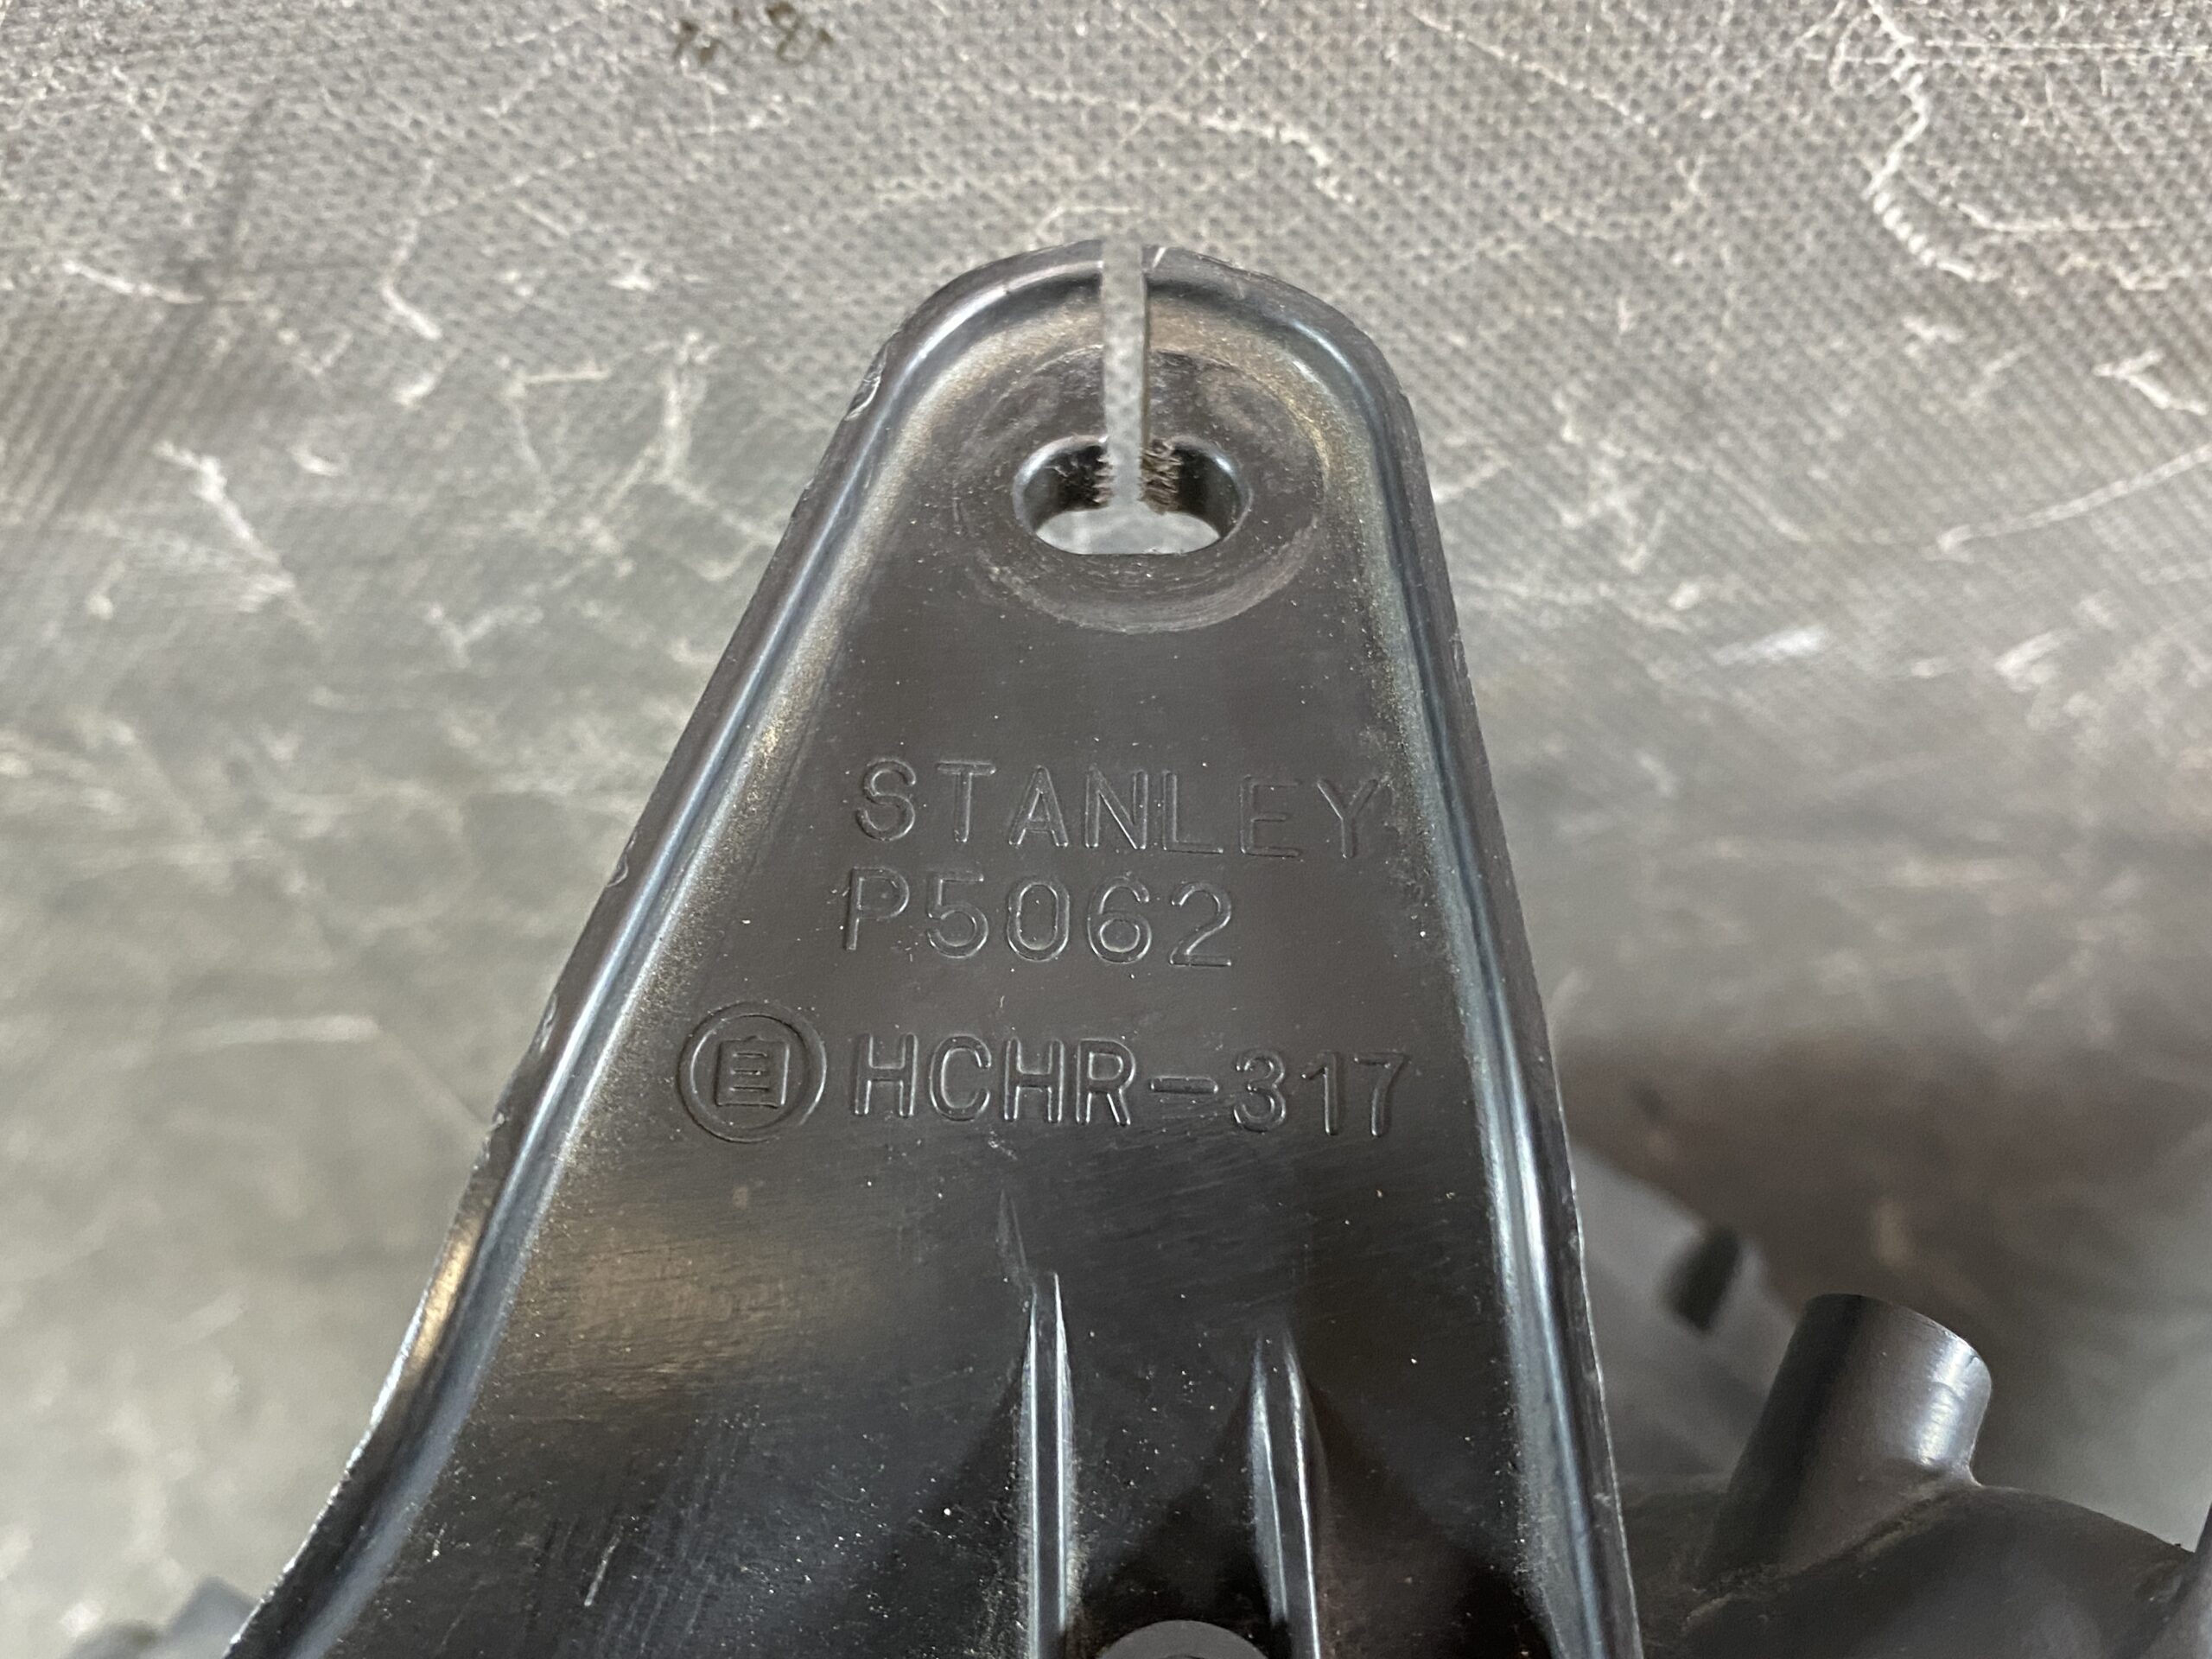 STANLEY
P5062
自 HCHR-317